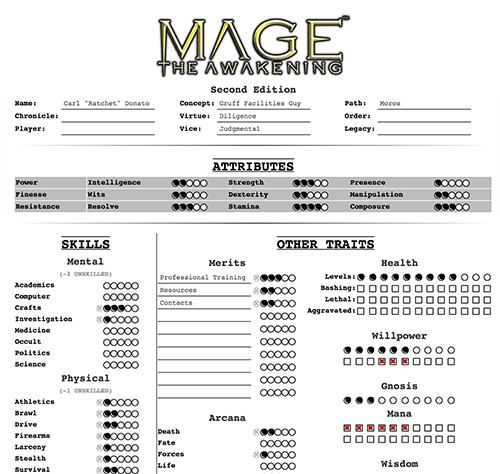 MAGE
THE AWAKENING
Second Edition
Name: Carl "Ratchet" Donato Concept: Gruff Facilities Guy Path: Moros
Chronicle: Virtue: Diligence Order:
Player: Vice: Judgmental Legacy:
ATTRIBUTES
Power Intelligence Strength Presence
Finesse Wits Dexterity Manipulation
Resistance Resolve Stamina Composure
SKILLS
Mental
(-3 UNSKILLED)
Academics
Computer
Crafts
Investigation
Medicine
Occult
Politics
Science
Physical
(-1 UNSKILLED)
Athletics
Brawl
Drive
Firearms
Larceny
Stealth
Survival
OTHER TRAITS
Merits
Professional Training
Resources
Contacts
Arcana
Death
Fate
Forces
Life
Health
Levels:
Bashing:
Lethal:
Aggravated:
Willpower
Gnosis
Mana
Wisdom